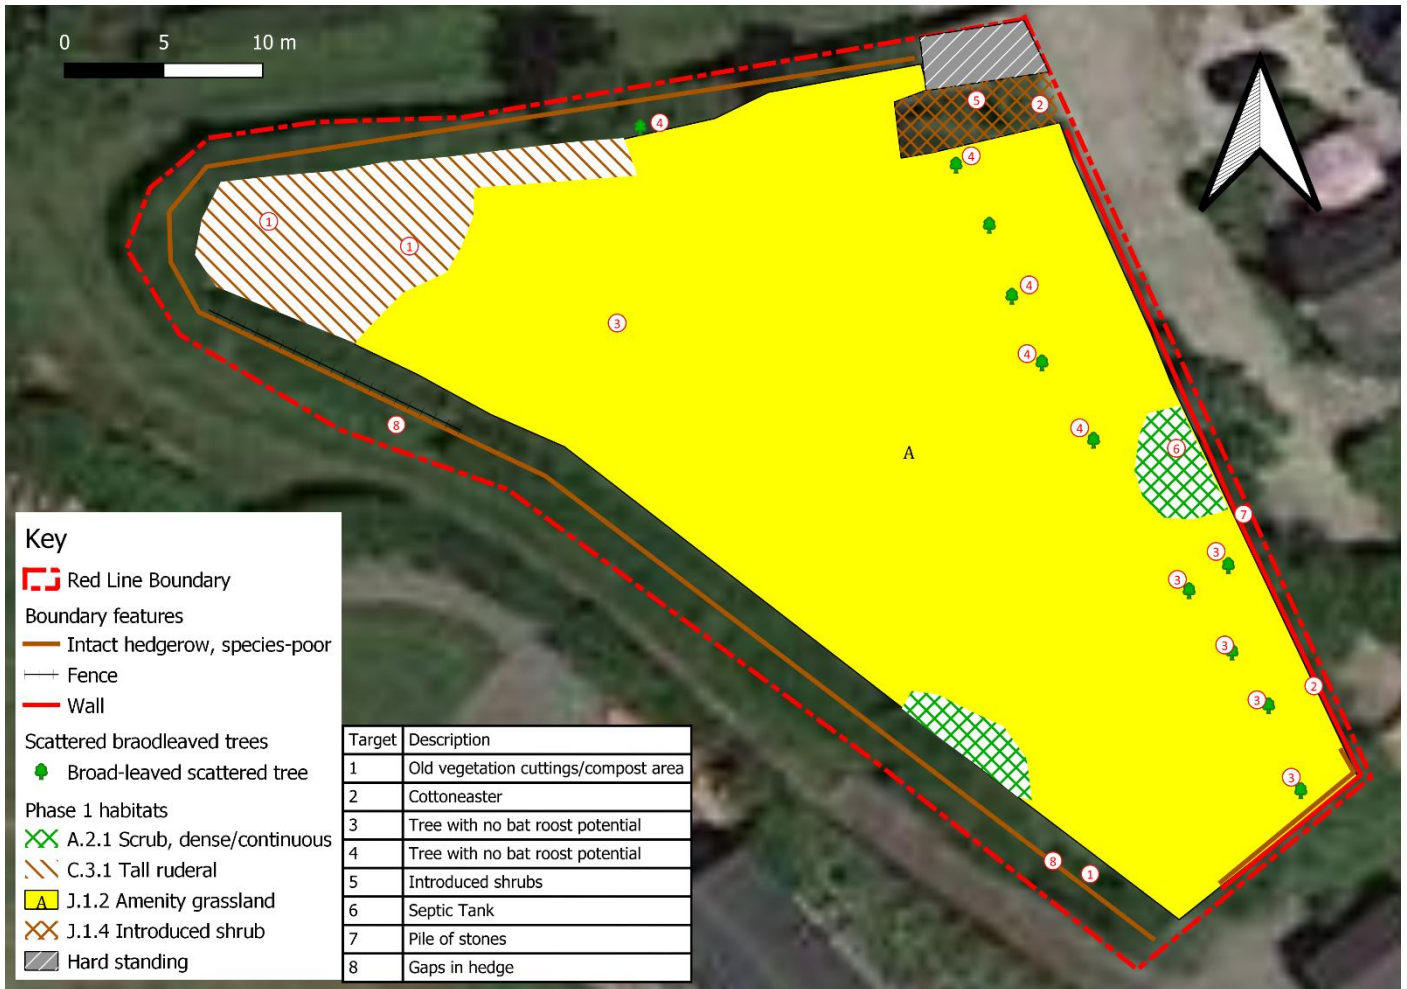 0 5 10 m
5 2
4
4
1
1
4
3
4
8
4
A
6
7
3
3
3
2
3
3
8
1
Key
Red Line Boundary
Boundary features
Intact hedgerow, species-poor
Fence
Wall
Scattered braodleaved trees
Broad-leaved scattered tree
Phase 1 habitats
A.2.1 Scrub, dense/continuous
C.3.1 Tall ruderal
A J.1.2 Amenity grassland
J.1.4 Introduced shrub
Hard standing
Target Description
1 Old vegetation cuttings/compost area
2 Cottoneaster
3 Tree with no bat roost potential
4 Tree with no bat roost potential
5 Introduced shrubs
6 Septic Tank
7 Pile of stones
8 Gaps in hedge